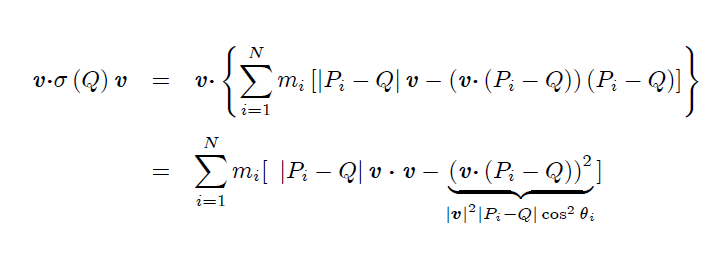 𝒗·σ (Q) 𝒗 = 𝒗· { ∑_{i=1}^{N} m_i [|P_i − Q| 𝒗 − (𝒗· (P_i − Q)) (P_i − Q)] }
= ∑_{i=1}^{N} m_i[ |P_i − Q| 𝒗 · 𝒗 − (𝒗· (P_i − Q))^2 ]
|𝒗|^2|P_i−Q| cos^2 θ_i